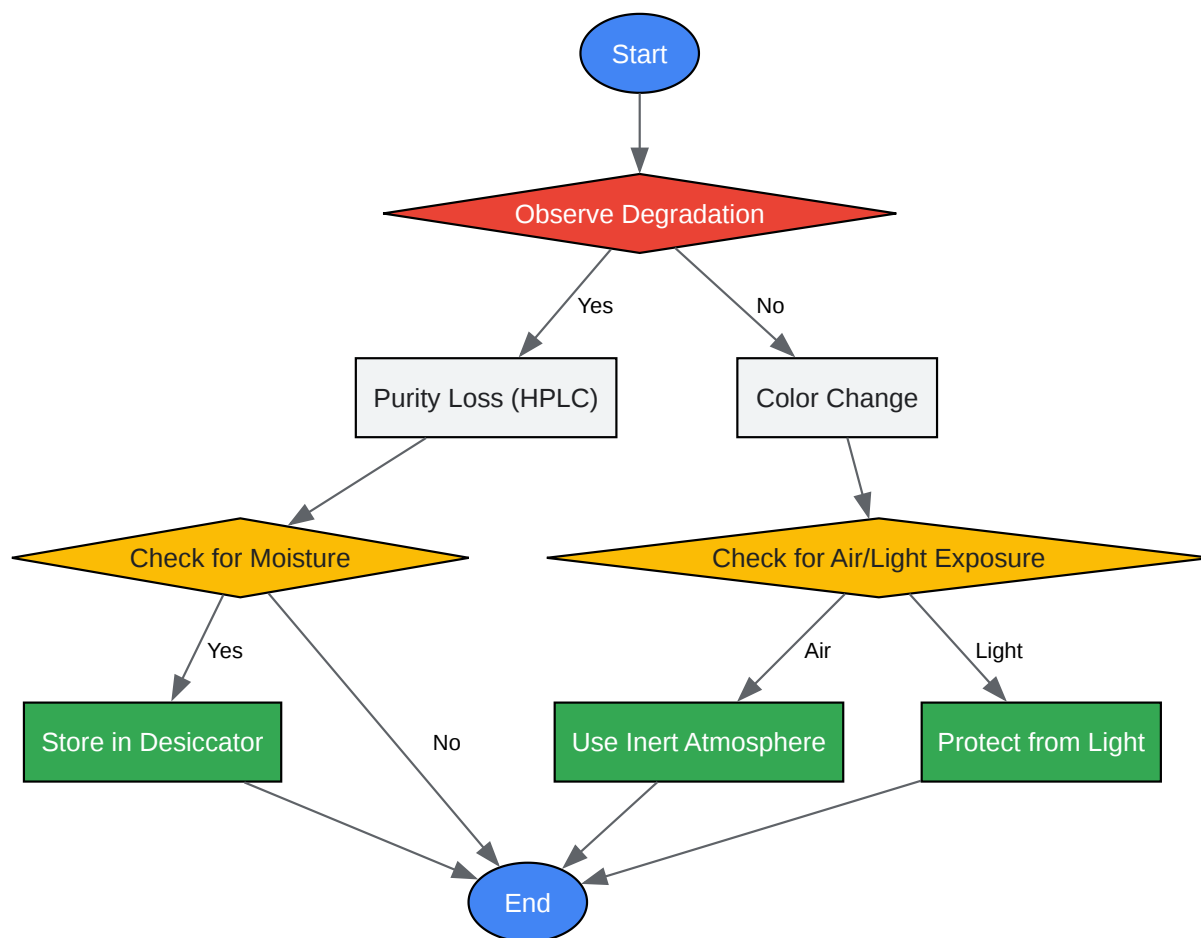 Start
Observe Degradation
Yes
No
Purity Loss (HPLC)
Color Change
Check for Moisture
Check for Air/Light Exposure
Yes
Air
Light
Store in Desiccator
No
Use Inert Atmosphere
Protect from Light
End